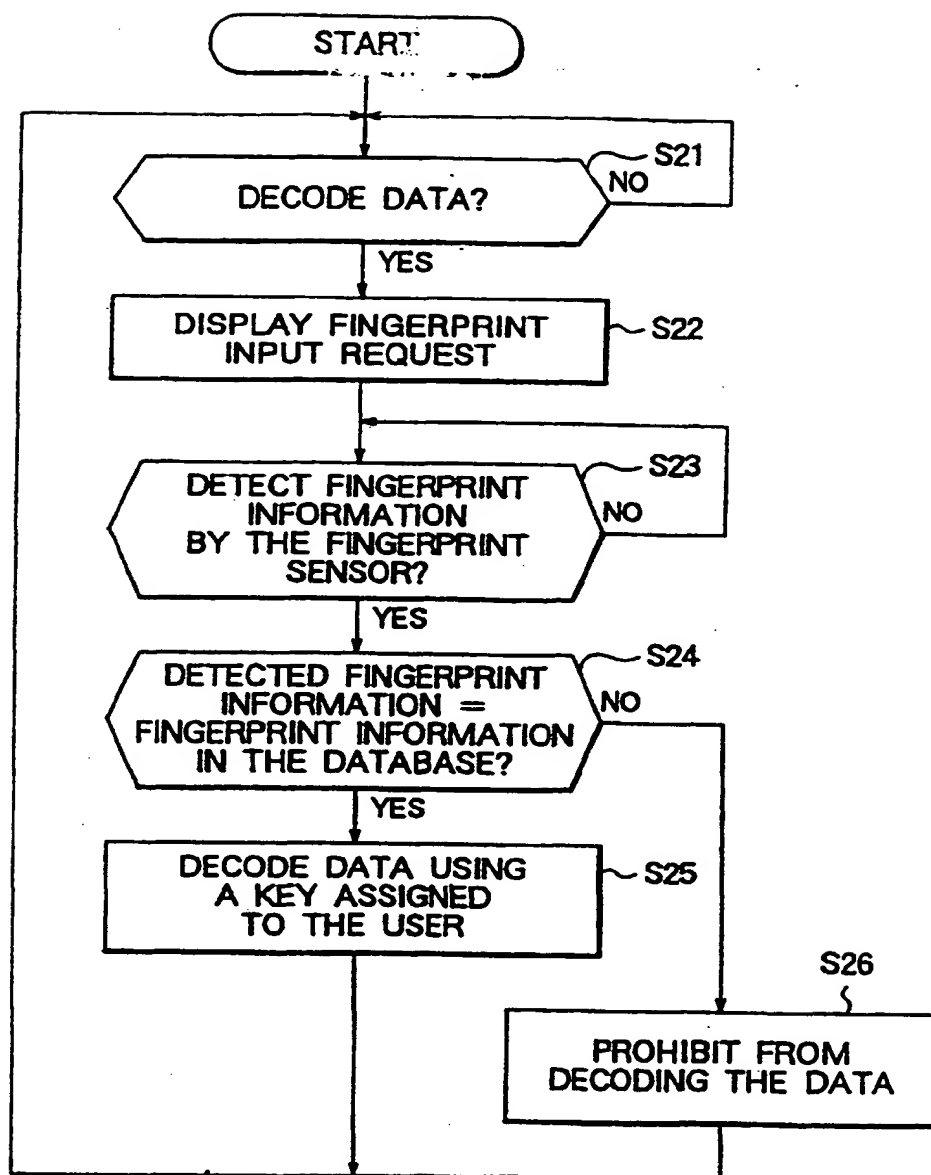 START
S21
DECODE DATA?
NO
YES
DISPLAY FINGERPRINT
INPUT REQUEST
S22
S23
DETECT FINGERPRINT
INFORMATION
BY THE FINGERPRINT
SENSOR?
NO
YES
S24
DETECTED FINGERPRINT
INFORMATION =
FINGERPRINT INFORMATION
IN THE DATABASE?
NO
YES
DECODE DATA USING
A KEY ASSIGNED
TO THE USER
S25
S26
PROHIBIT FROM
DECODING THE DATA